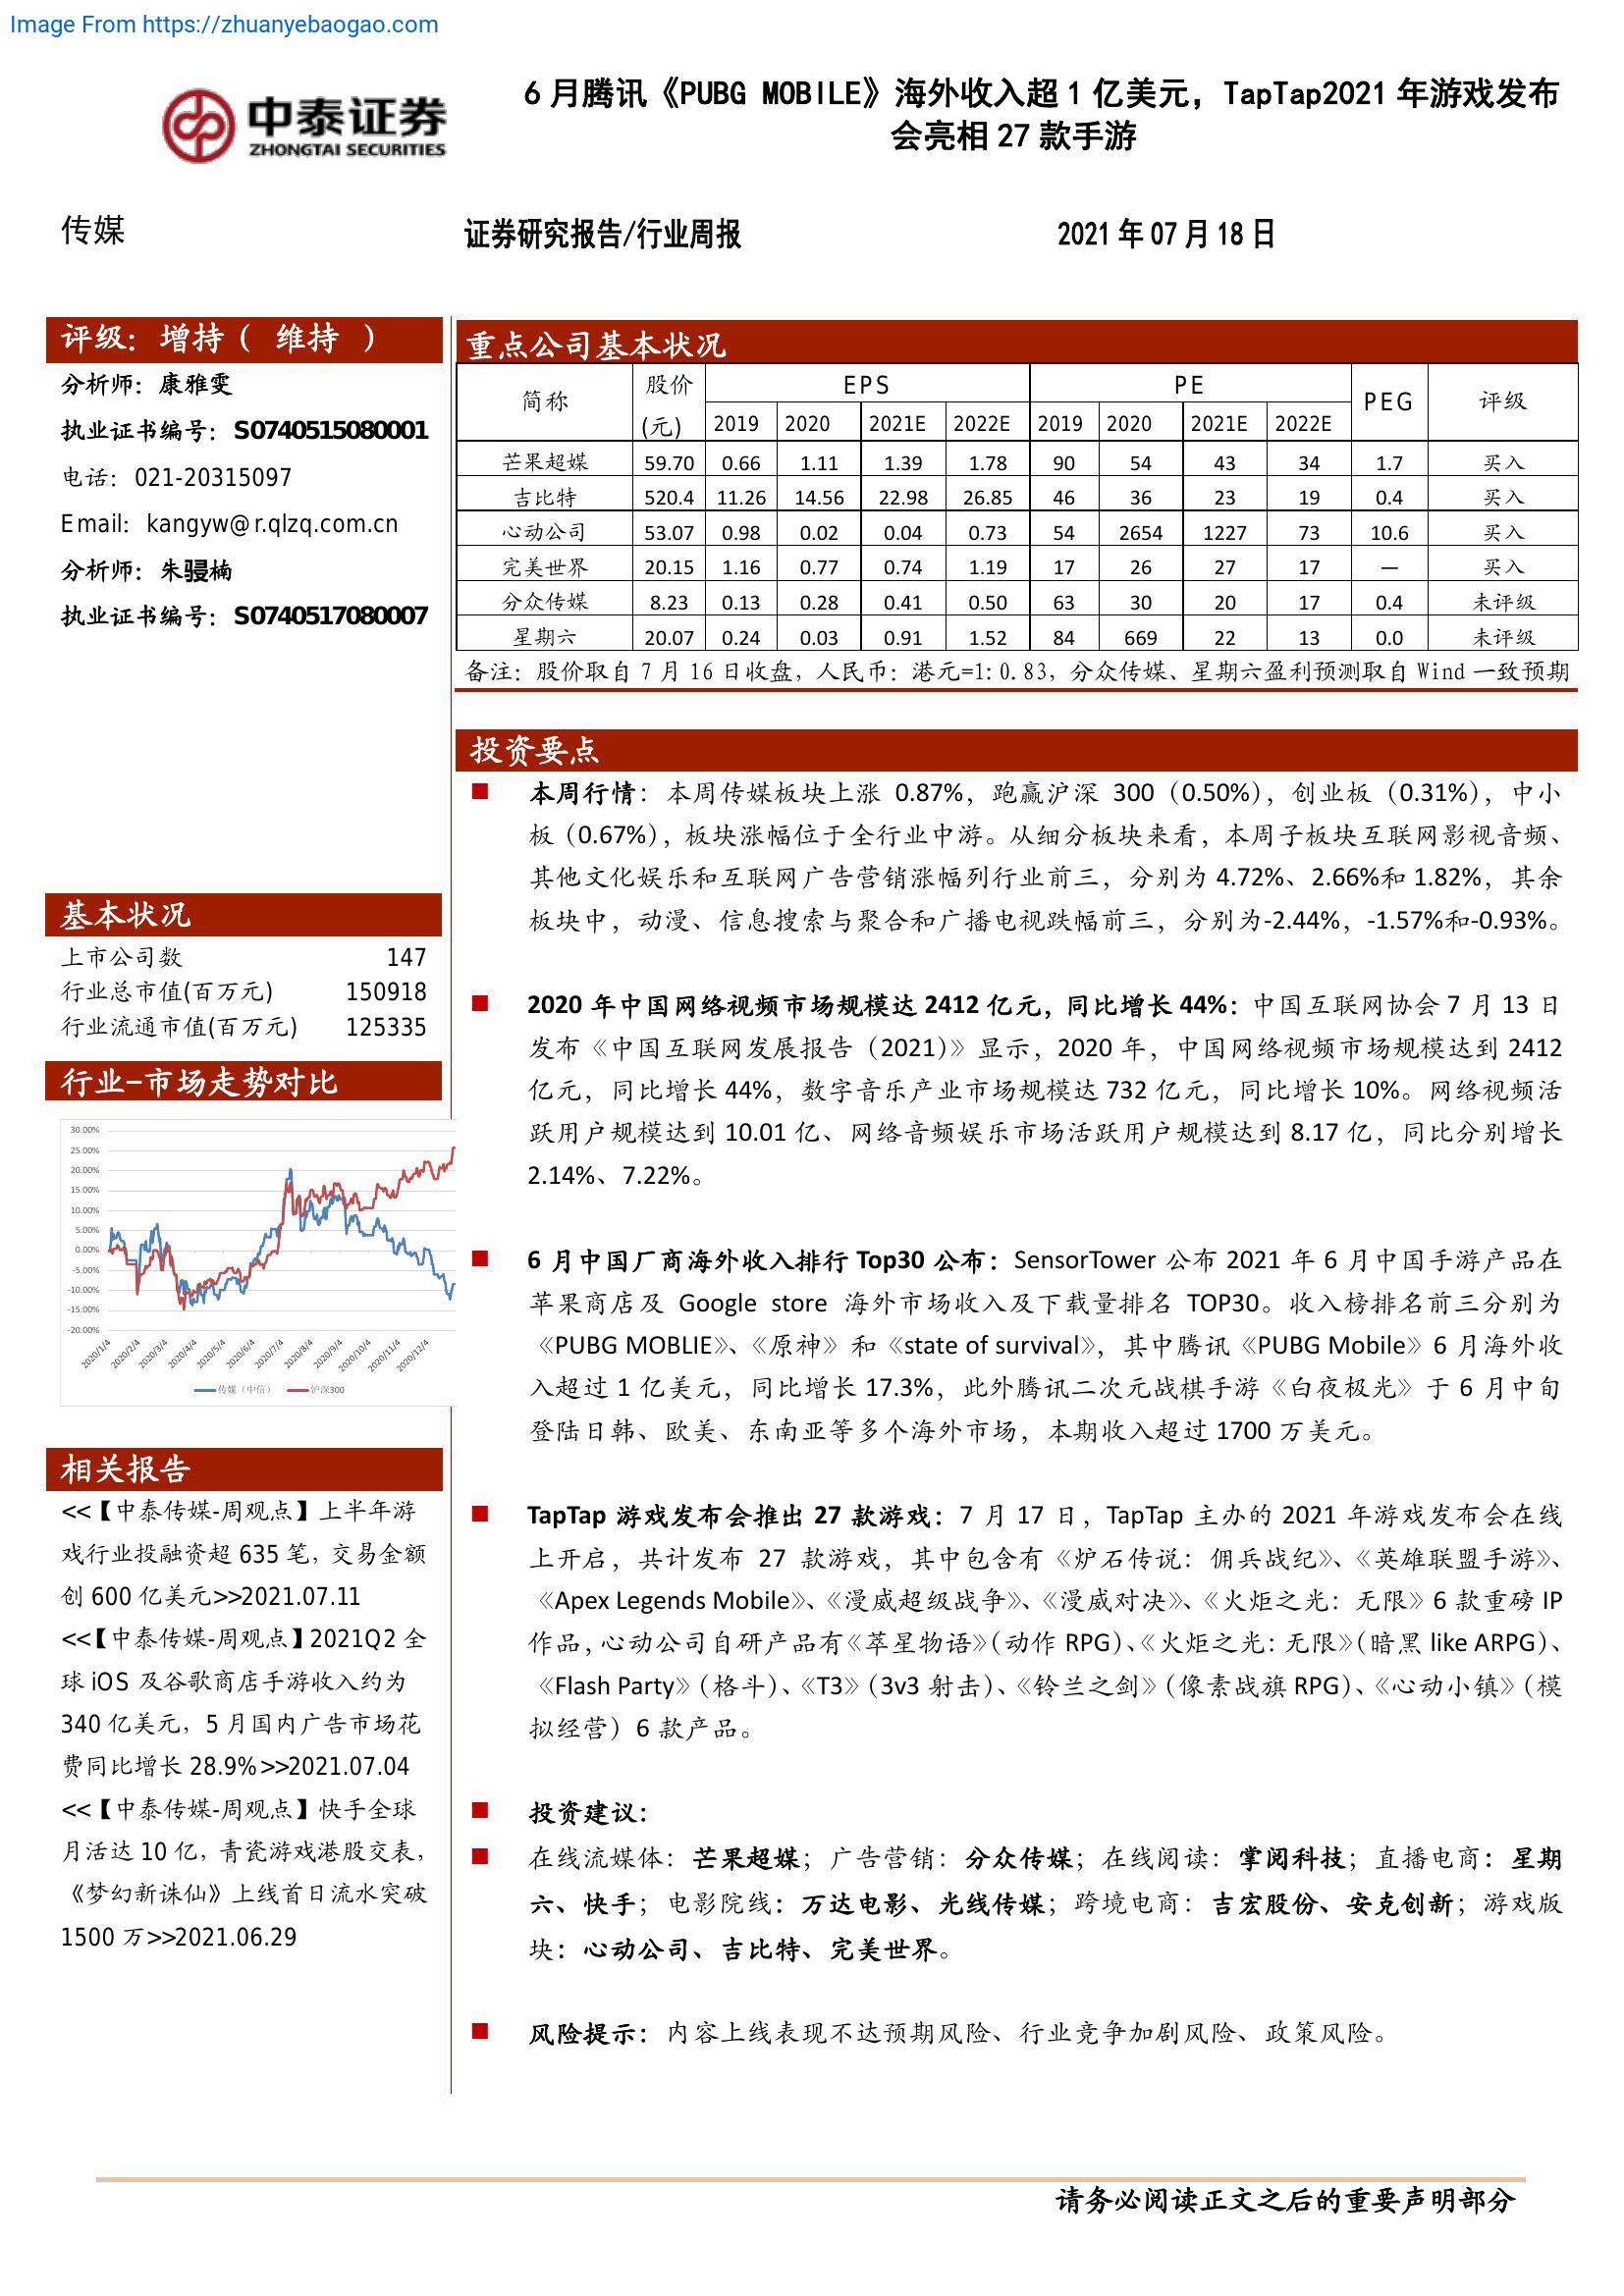 Image From https://zhuanyebaogao.com
中泰证券
ZHONGTAI SECURITIES
6 月腾讯《PUBG MOBILE》海外收入超 1 亿美元，TapTap2021 年游戏发布
会亮相 27 款手游
传媒
证券研究报告/行业周报
2021 年 07 月 18 日
评级：增持（ 维持 ）
分析师：康雅雯
执业证书编号：S0740515080001
电话：021-20315097
Email：kangyw@r.qlzq.com.cn
分析师：朱骎楠
执业证书编号：S0740517080007
基本状况
上市公司数 147
行业总市值(百万元) 150918
行业流通市值(百万元) 125335
行业-市场走势对比
30.00%
25.00%
20.00%
15.00%
10.00%
5.00%
0.00%
-5.00%
-10.00%
-15.00%
-20.00%
2020/1/4 2020/2/4 2020/3/4 2020/4/4 2020/5/4 2020/6/4 2020/7/4 2020/8/4 2020/9/4 2020/10/4 2020/11/4 2020/12/4
传媒（中信） 沪深300
相关报告
<<【中泰传媒-周观点】上半年游
戏行业投融资超 635 笔，交易金额
创 600 亿美元>>2021.07.11
<<【中泰传媒-周观点】2021Q2 全
球 iOS 及谷歌商店手游收入约为
340 亿美元，5 月国内广告市场花
费同比增长 28.9%>>2021.07.04
<<【中泰传媒-周观点】快手全球
月活达 10 亿，青瓷游戏港股交表，
《梦幻新诛仙》上线首日流水突破
1500 万>>2021.06.29
重点公司基本状况
简称 股价 EPS PE PEG 评级
(元) 2019 2020 2021E 2022E 2019 2020 2021E 2022E
芒果超媒 59.70 0.66 1.11 1.39 1.78 90 54 43 34 1.7 买入
吉比特 520.4 11.26 14.56 22.98 26.85 46 36 23 19 0.4 买入
心动公司 53.07 0.98 0.02 0.04 0.73 54 2654 1227 73 10.6 买入
完美世界 20.15 1.16 0.77 0.74 1.19 17 26 27 17 — 买入
分众传媒 8.23 0.13 0.28 0.41 0.50 63 30 20 17 0.4 未评级
星期六 20.07 0.24 0.03 0.91 1.52 84 669 22 13 0.0 未评级
备注：股价取自 7 月 16 日收盘，人民币：港元=1:0.83，分众传媒、星期六盈利预测取自 Wind 一致预期
投资要点
■ 本周行情：本周传媒板块上涨 0.87%，跑赢沪深 300（0.50%），创业板（0.31%），中小
板（0.67%），板块涨幅位于全行业中游。从细分板块来看，本周子板块互联网影视音频、
其他文化娱乐和互联网广告营销涨幅列行业前三，分别为 4.72%、2.66%和 1.82%，其余
板块中，动漫、信息搜索与聚合和广播电视跌幅前三，分别为-2.44%，-1.57%和-0.93%。
■ 2020 年中国网络视频市场规模达 2412 亿元，同比增长 44%：中国互联网协会 7 月 13 日
发布《中国互联网发展报告（2021）》显示，2020 年，中国网络视频市场规模达到 2412
亿元，同比增长 44%，数字音乐产业市场规模达 732 亿元，同比增长 10%。网络视频活
跃用户规模达到 10.01 亿、网络音频娱乐市场活跃用户规模达到 8.17 亿，同比分别增长
2.14%、7.22%。
■ 6 月中国厂商海外收入排行 Top30 公布：SensorTower 公布 2021 年 6 月中国手游产品在
苹果商店及 Google store 海外市场收入及下载量排名 TOP30。收入榜排名前三分别为
《PUBG MOBLIE》、《原神》和《state of survival》，其中腾讯《PUBG Mobile》6 月海外收
入超过 1 亿美元，同比增长 17.3%，此外腾讯二次元战棋手游《白夜极光》于 6 月中旬
登陆日韩、欧美、东南亚等多个海外市场，本期收入超过 1700 万美元。
■ TapTap 游戏发布会推出 27 款游戏：7 月 17 日，TapTap 主办的 2021 年游戏发布会在线
上开启，共计发布 27 款游戏，其中包含有《炉石传说：佣兵战纪》、《英雄联盟手游》、
《Apex Legends Mobile》、《漫威超级战争》、《漫威对决》、《火炬之光：无限》6 款重磅 IP
作品，心动公司自研产品有《萃星物语》（动作 RPG）、《火炬之光：无限》（暗黑 like ARPG）、
《Flash Party》（格斗）、《T3》（3v3 射击）、《铃兰之剑》（像素战旗 RPG）、《心动小镇》（模
拟经营）6 款产品。
■ 投资建议：
■ 在线流媒体：芒果超媒；广告营销：分众传媒；在线阅读：掌阅科技；直播电商：星期
六、快手；电影院线：万达电影、光线传媒；跨境电商：吉宏股份、安克创新；游戏版
块：心动公司、吉比特、完美世界。
■ 风险提示：内容上线表现不达预期风险、行业竞争加剧风险、政策风险。
请务必阅读正文之后的重要声明部分